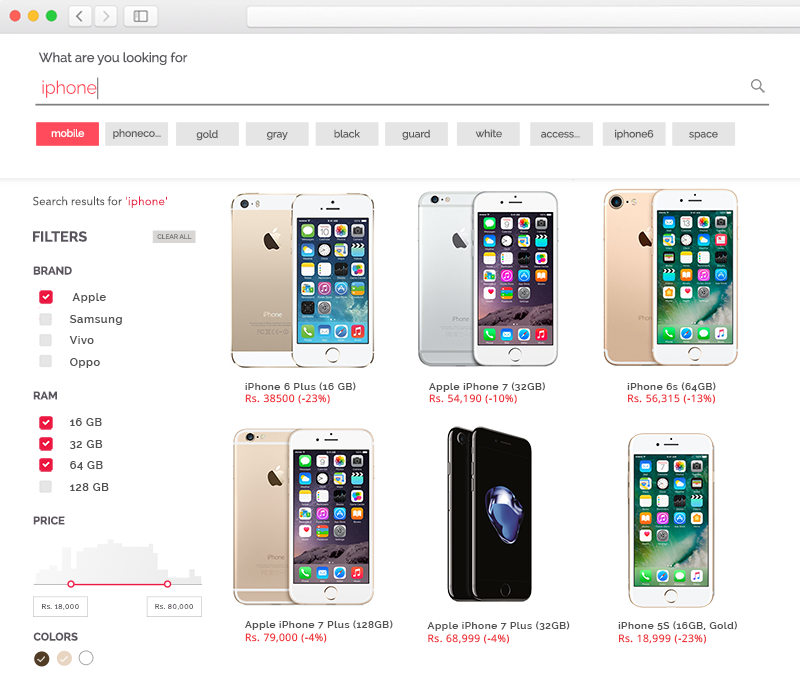 What are you looking for
iphone
mobile phoneco... gold gray black guard white access... iphone6 space
Search results for 'iphone'
FILTERS CLEAR ALL
BRAND
Apple
Samsung
Vivo
Oppo
RAM
16 GB
32 GB
64 GB
128 GB
PRICE
Rs. 18,000 Rs. 80,000
COLORS
iPhone
iPhone 6 Plus (16 GB)
Rs. 38500 (-23%)
iPhone
Apple iPhone 7 (32GB)
Rs. 54,190 (-10%)
iPhone
iPhone 6s (64GB)
Rs. 56,315 (-13%)
iPhone
Apple iPhone 7 Plus (128GB)
Rs. 79,000 (-4%)
Apple iPhone 7 Plus (32GB)
Rs. 68,999 (-4%)
iPhone 5S (16GB, Gold)
Rs. 18,999 (-23%)